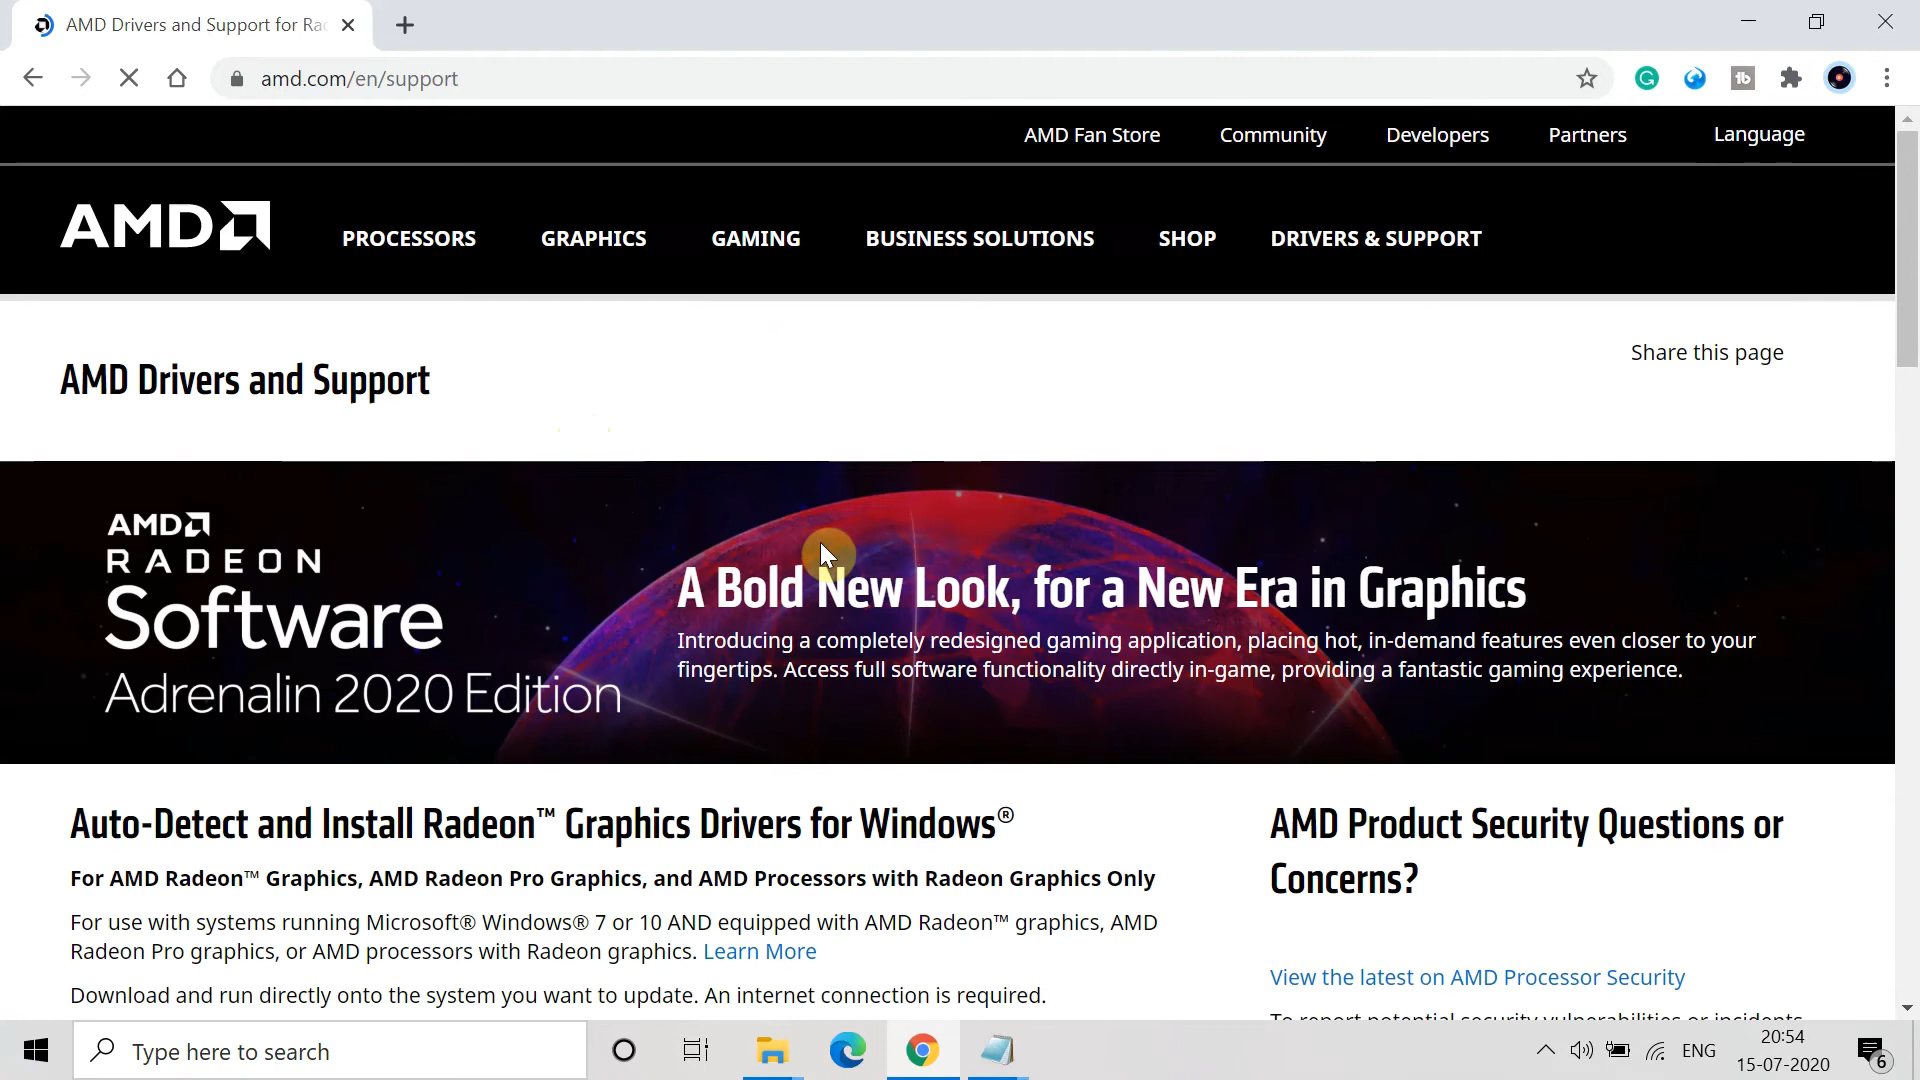 AMD Drivers and Support for Ra
amd.com/en/support
AMD Fan Store Community Developers Partners Language
AMD PROCESSORS GRAPHICS GAMING BUSINESS SOLUTIONS SHOP DRIVERS & SUPPORT
Share this page
AMD Drivers and Support
AMD
RADEON
Software
Adrenalin 2020 Edition
A Bold New Look, for a New Era in Graphics
Introducing a completely redesigned gaming application, placing hot, in-demand features even closer to your
fingertips. Access full software functionality directly in-game, providing a fantastic gaming experience.
Auto-Detect and Install Radeon™ Graphics Drivers for Windows®
For AMD Radeon™ Graphics, AMD Radeon Pro Graphics, and AMD Processors with Radeon Graphics Only
For use with systems running Microsoft® Windows® 7 or 10 AND equipped with AMD Radeon™ graphics, AMD
Radeon Pro graphics, or AMD processors with Radeon graphics. Learn More
Download and run directly onto the system you want to update. An internet connection is required.
AMD Product Security Questions or
Concerns?
View the latest on AMD Processor Security
To report potential security vulnerabilities or incidents
Type here to search
ENG
20:54
15-07-2020
6